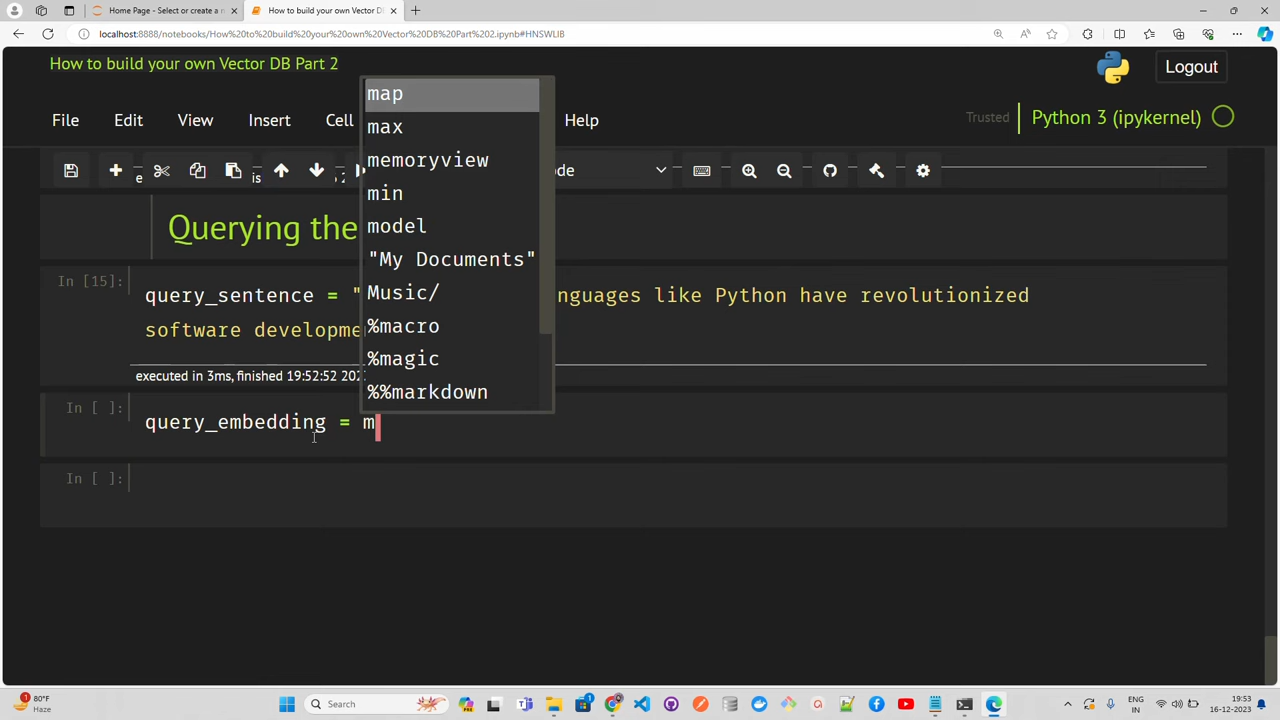 Home Page - Select or create a n
How to build your own Vector D
localhost:8888/notebooks/How%20to%20build%20your%20own%20Vector%20DB%20Part%202.ipynb#HNSWLIB
How to build your own Vector DB Part 2
Logout
File Edit View Insert Cell Help
Trusted Python 3 (ipykernel)
map
max
memoryview
min
model
"My Documents"
Music/
%macro
%magic
%%markdown
Querying the
In [15]:
query_sentence = " nguages like Python have revolutionized
software developme
executed in 3ms, finished 19:52:52 202
In [ ]:
query_embedding = m
In [ ]:
80°F
Haze
1
Search
1
ENG
IN
19:53
16-12-2023